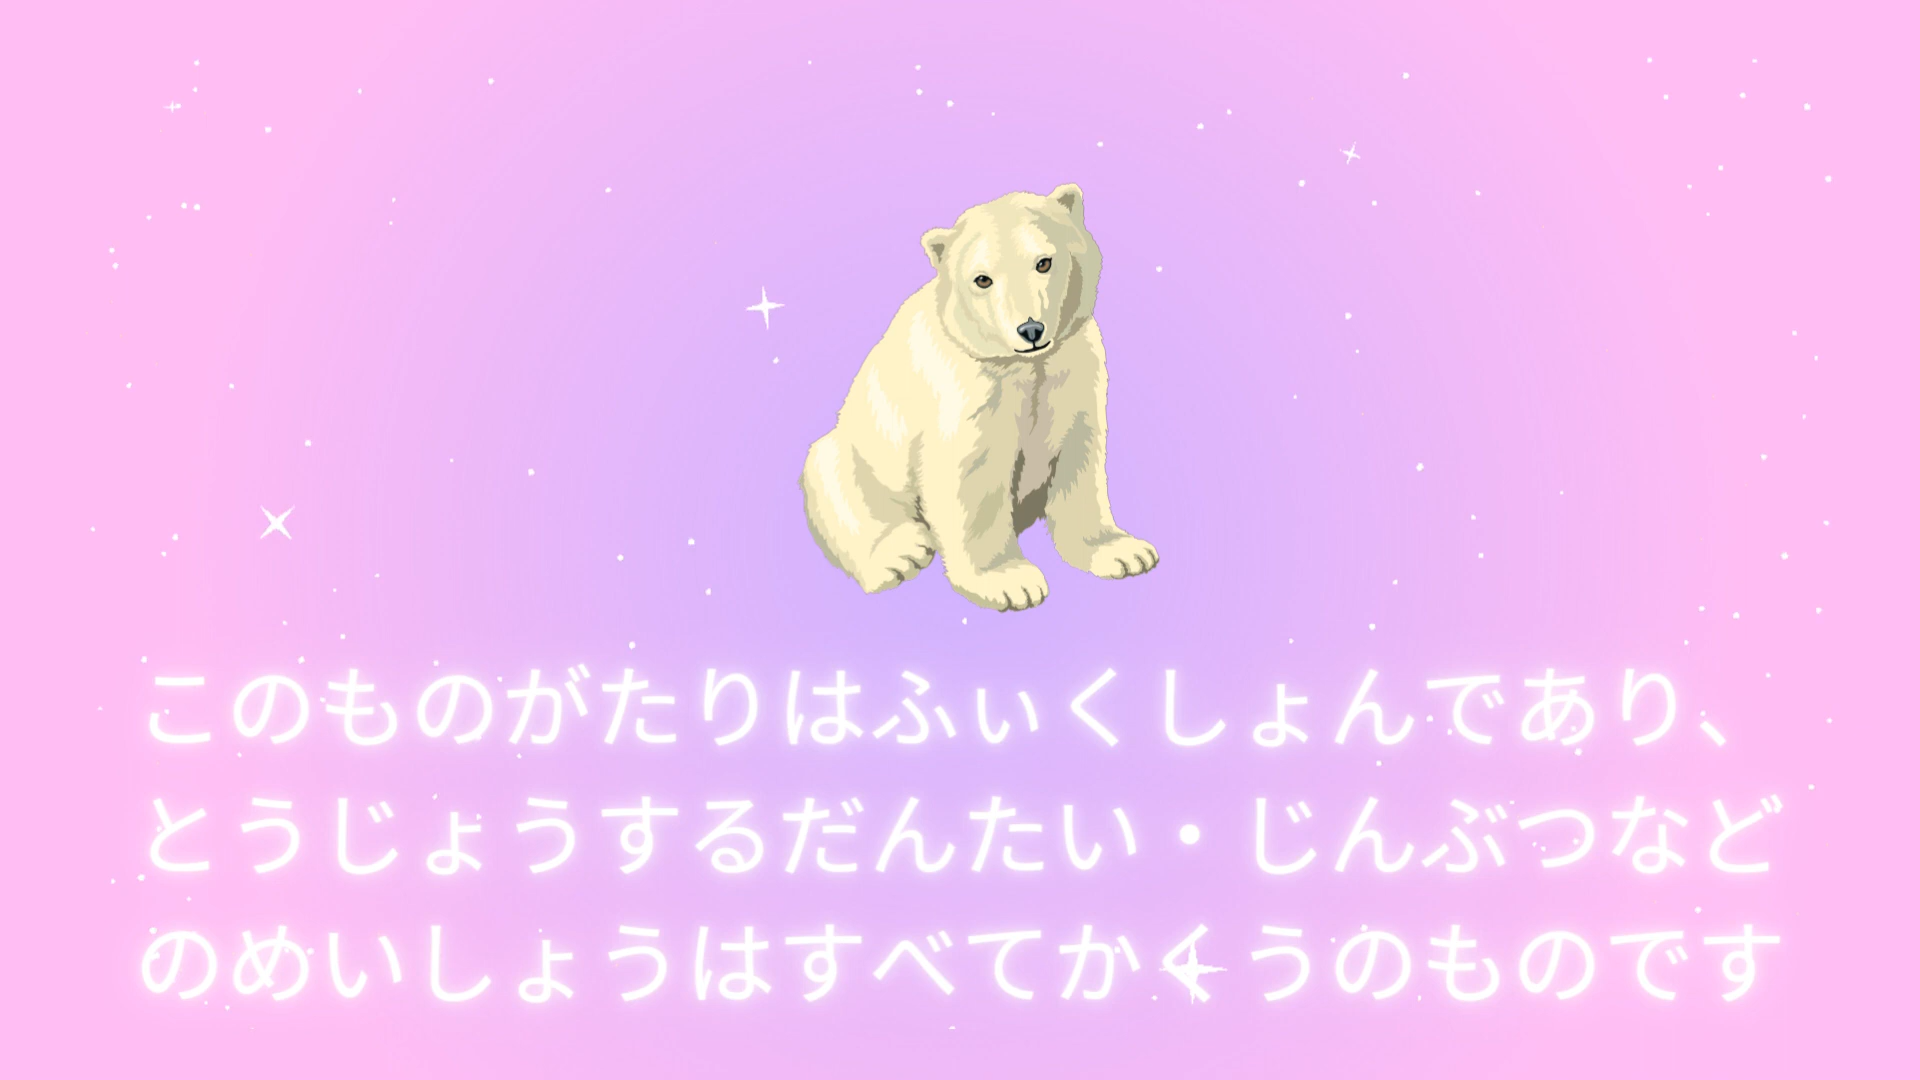 このものがたりはふぃくしょんであり、
とうじょうするだんたい・じんぶつなど
のめいしょうはすべてかくうのものです